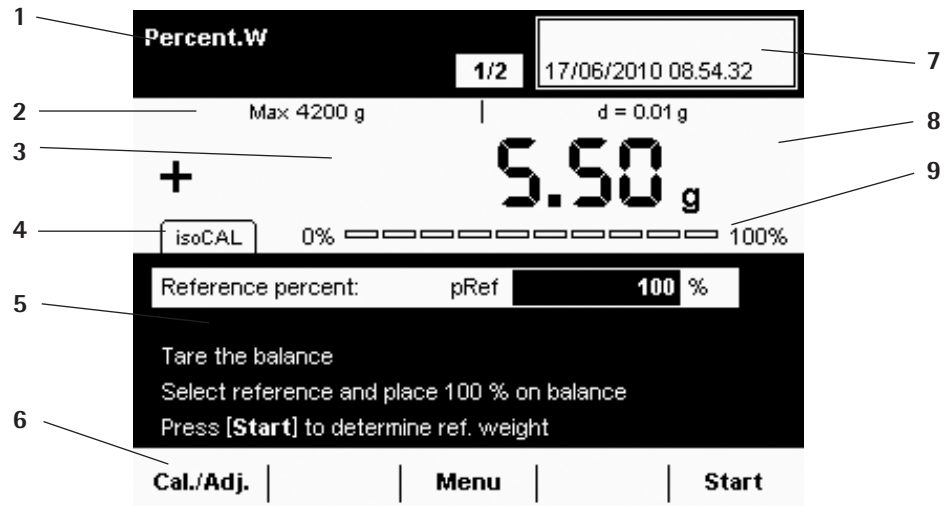 1 Percent.W
1/2 17/06/2010 08.54.32 7
2 Max 4200 g d = 0.01 g 8
3 + 5.50 g 9
4 isoCAL 0% 100%
Reference percent: pRef 100 %
5
Tare the balance
Select reference and place 100 % on balance
Press [Start] to determine ref. weight
6
Cal./Adj. Menu Start